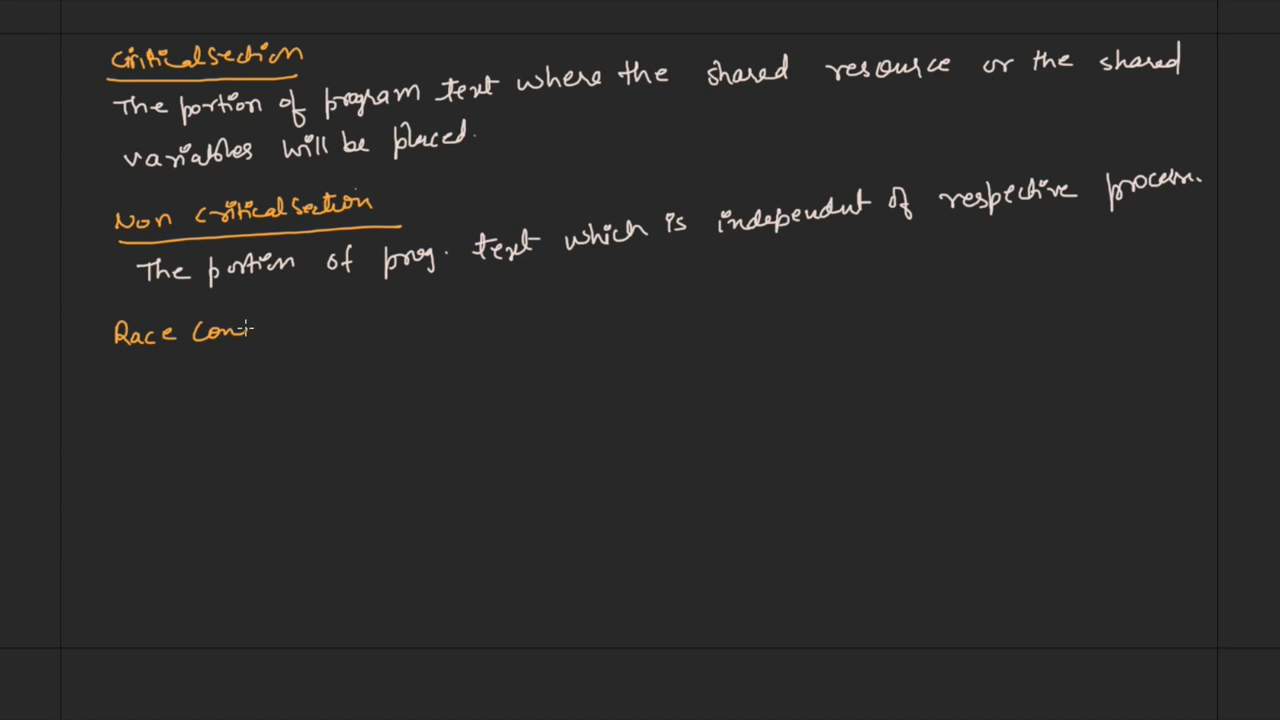 Critical section
The portion of program text where the shared resource or the shared
variables will be placed.
Non critical section
The portion of prog. text which is independent of respective process.
Race Con